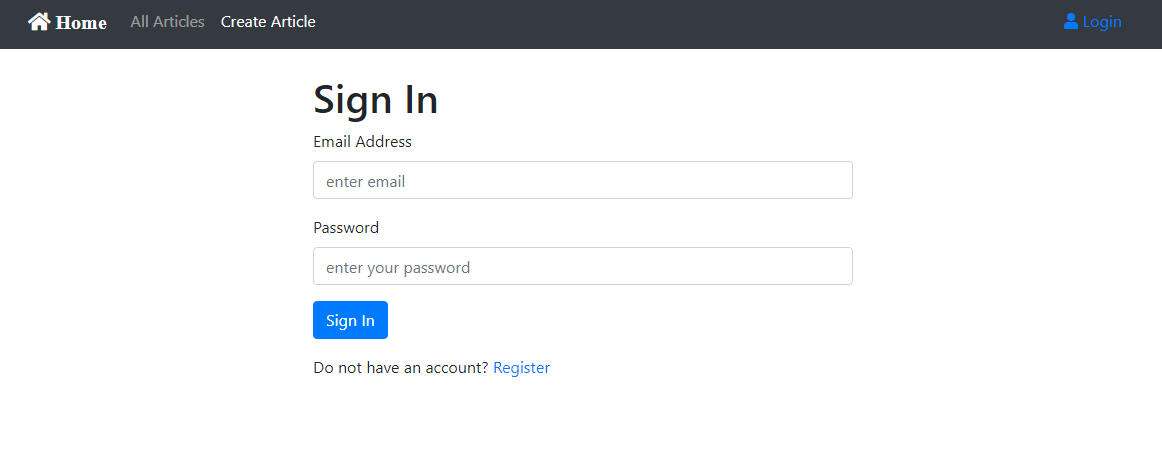 Home All Articles Create Article Login
Sign In
Email Address
enter email
Password
enter your password
Sign In
Do not have an account? Register